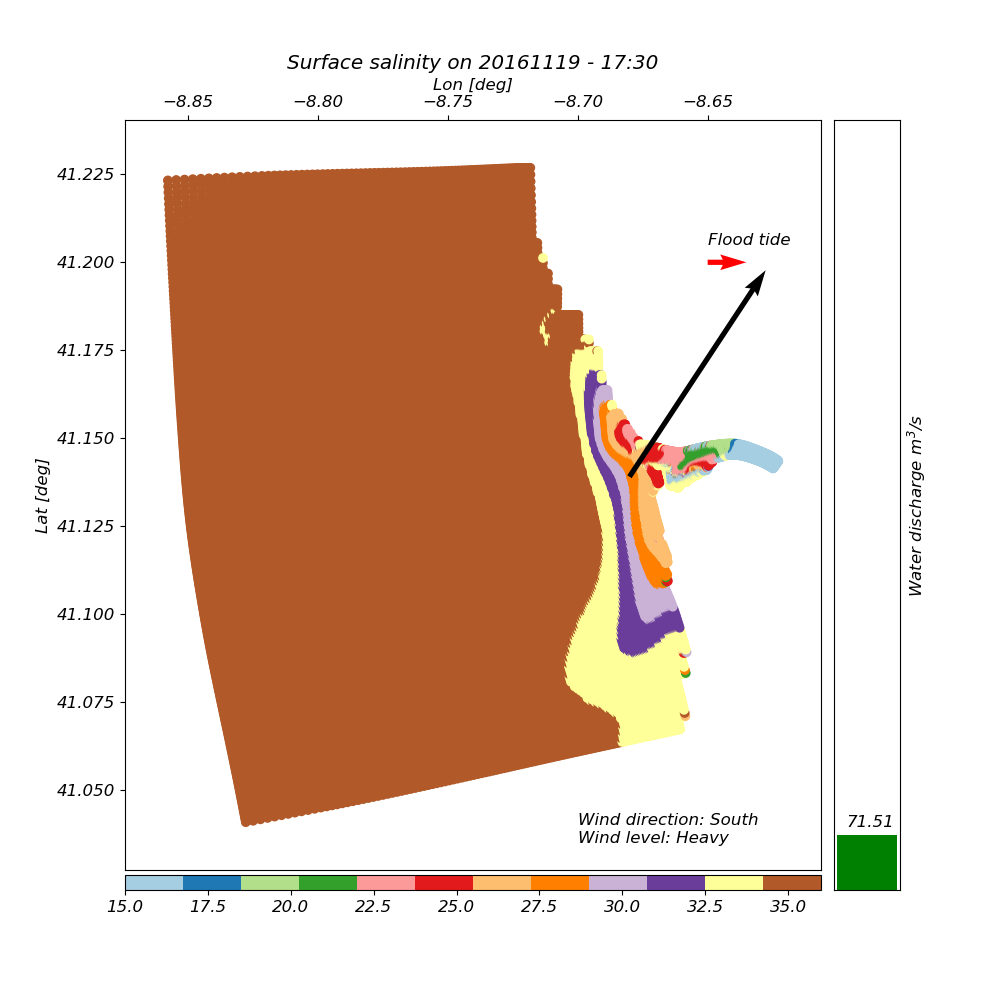 Surface salinity on 20161119 - 17:30
Lon [deg]
−8.85 −8.80 −8.75 −8.70 −8.65
41.225
41.200
41.175
41.150
41.125
41.100
41.075
41.050
Lat [deg]
Flood tide
Wind direction: South
Wind level: Heavy
71.51
Water discharge m³/s
15.0 17.5 20.0 22.5 25.0 27.5 30.0 32.5 35.0